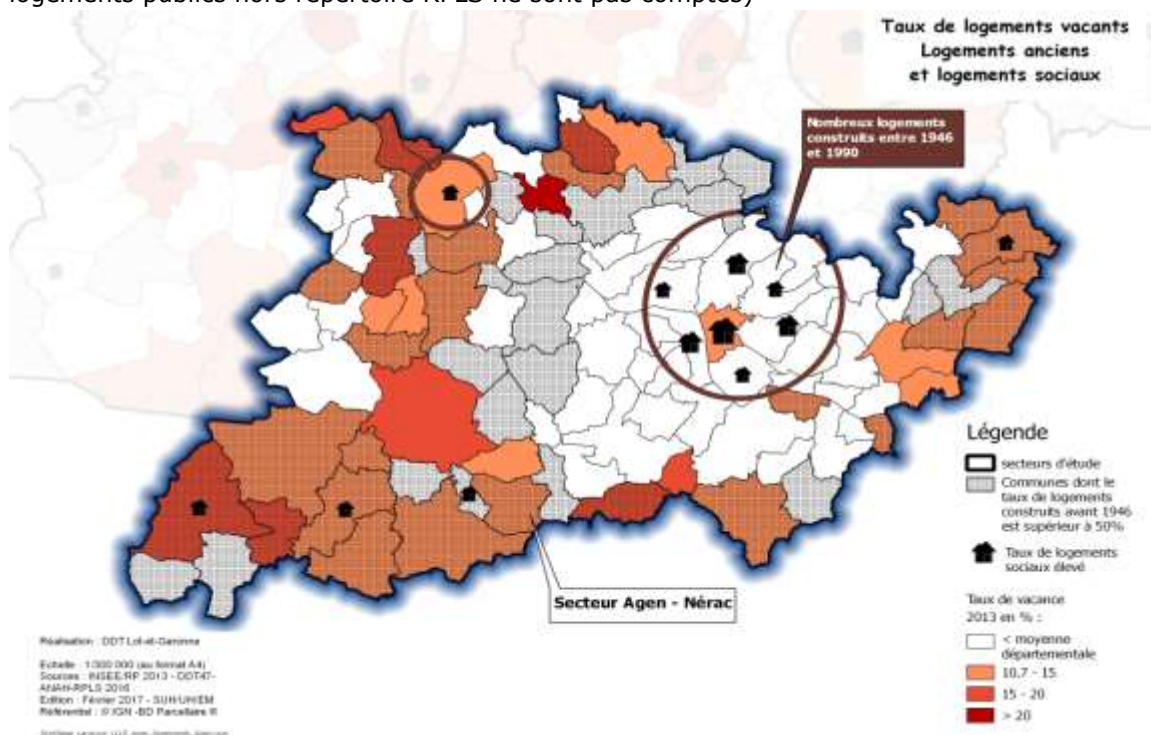 logements publics hors répertoire RPLS ne sont pas comptés)
Taux de logements vacants
Logements anciens
et logements sociaux
Nombreux logements
construits entre 1946
et 1990
Légende
secteurs d'étude
Communes dont le
taux de logements
construits avant 1946
est supérieur à 50%
Taux de logements
sociaux élevé
Secteur Agen - Nérac
Taux de vacance
2013 en % :
< moyenne
départementale
10,7 - 15
15 - 20
> 20
Réalisation : DDT Lot-et-Garonne
Echelle : 1/300 000 (au format A4)
Sources : INSEE/RP 2013 - DDT47-
ANAH-RPLS 2016
Edition : Février 2017 - SUH/UH/EM
Référentiel : © IGN -BD Parcellaire ®